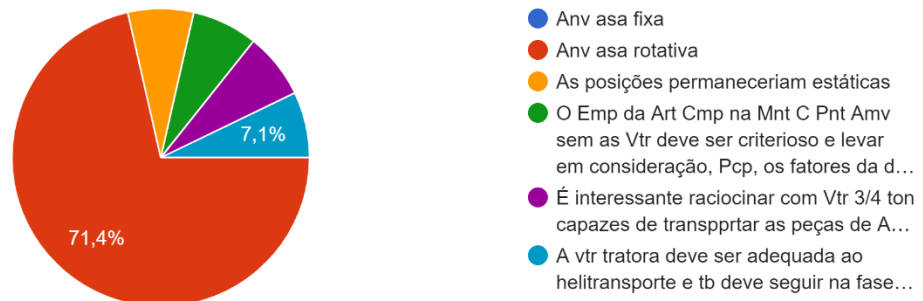 71,4%
7,1%
Anv asa fixa
Anv asa rotativa
As posições permaneceriam estáticas
O Emp da Art Cmp na Mnt C Pnt Amv
sem as Vtr deve ser criterioso e levar
em consideração, Pcp, os fatores da d…
É interessante raciocinar com Vtr 3/4 ton
capazes de transpprtar as peças de A…
A vtr tratora deve ser adequada ao
helitransporte e tb deve seguir na fase…